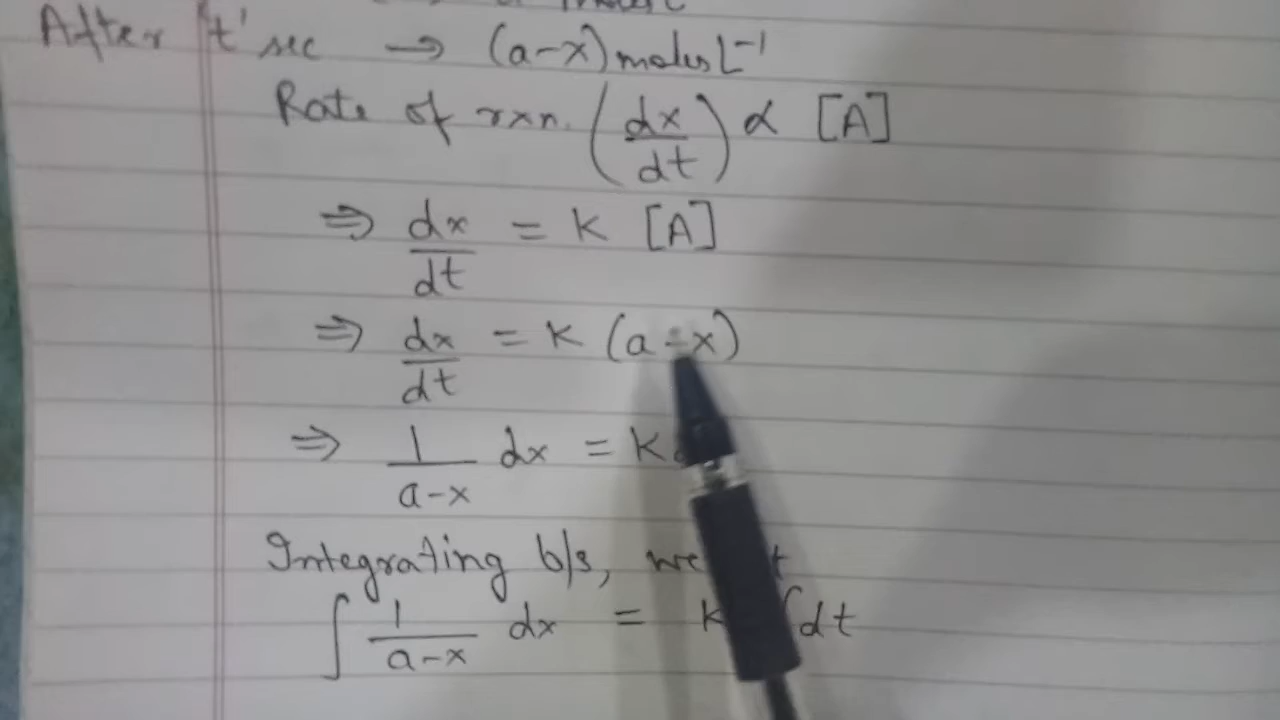 After 't' sec → (a-x) moles L⁻¹
Rate of rxn. (dx/dt) ∝ [A]
⇒ dx/dt = K [A]
⇒ dx/dt = K (a-x)
⇒ 1/(a-x) dx = K
Integrating b/s, we
∫ 1/(a-x) dx = K ∫dt